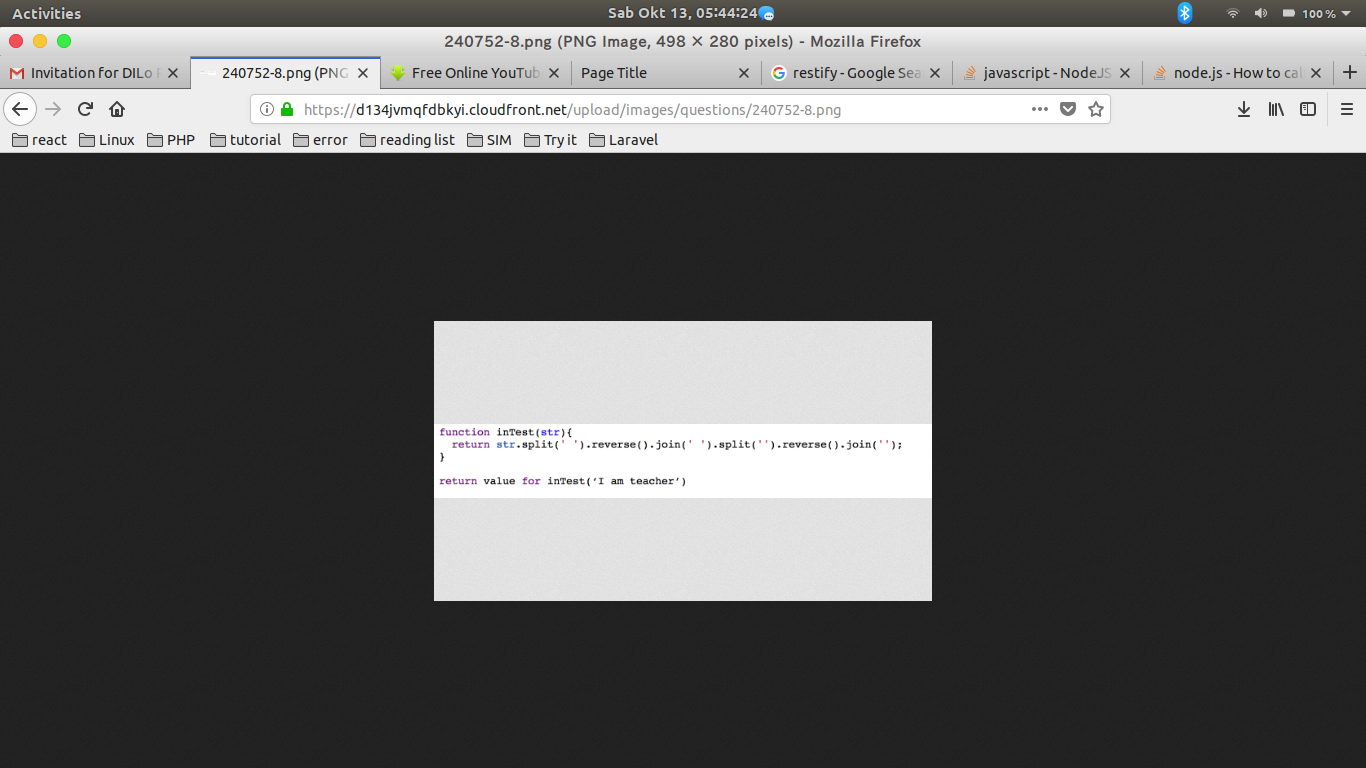 Activities
Sab Okt 13, 05:44:24
100 %
240752-8.png (PNG Image, 498 × 280 pixels) - Mozilla Firefox
Invitation for DILo
240752-8.png (PNG
Free Online YouTub
Page Title
restify - Google Sea
javascript - NodeJS
node.js - How to cal
https://d134jvmqfdbkyi.cloudfront.net/upload/images/questions/240752-8.png
react
Linux
PHP
tutorial
error
reading list
SIM
Try it
Laravel
function inTest(str){
return str.split(' ').reverse().join(' ').split('').reverse().join('');
}
return value for inTest(‘I am teacher’)